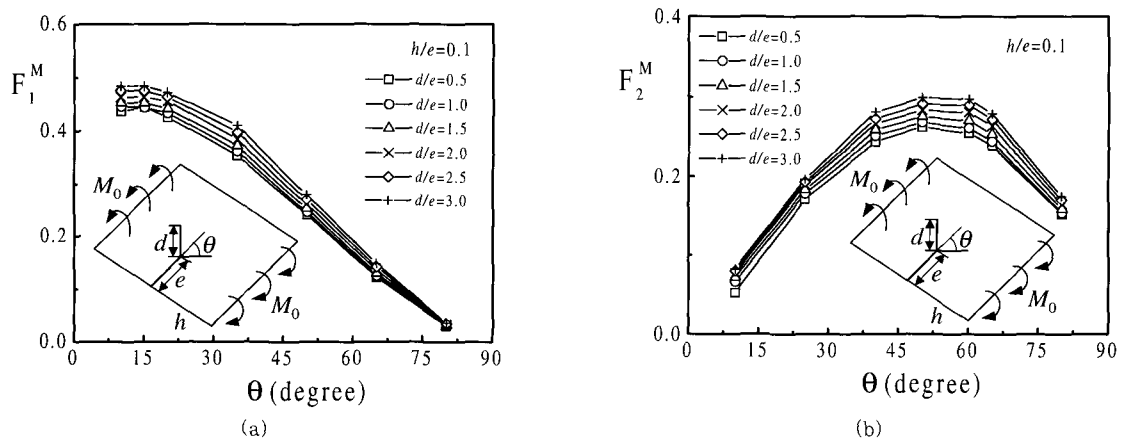 0.6
0.4
0.2
0.0
F₁ᴹ
h/e=0.1
d/e=0.5
d/e=1.0
d/e=1.5
d/e=2.0
d/e=2.5
d/e=3.0
M₀
d
θ
e
M₀
h
0 15 30 45 60 75 90
θ (degree)
(a)
0.4
0.2
0.0
F₂ᴹ
d/e=0.5
d/e=1.0
d/e=1.5
d/e=2.0
d/e=2.5
d/e=3.0
h/e=0.1
M₀
d
θ
e
M₀
h
0 15 30 45 60 75 90
θ (degree)
(b)